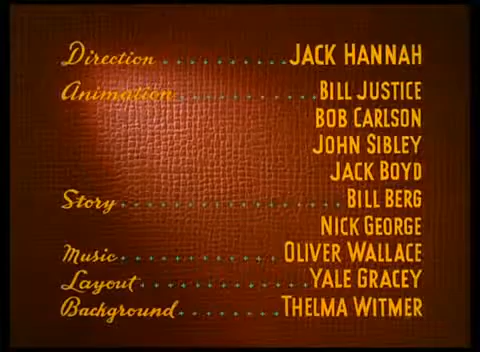 Direction..........JACK HANNAH
Animation..........BILL JUSTICE
BOB CARLSON
JOHN SIBLEY
JACK BOYD
Story..........BILL BERG
NICK GEORGE
Music..........OLIVER WALLACE
Layout..........YALE GRACEY
Background..........THELMA WITMER